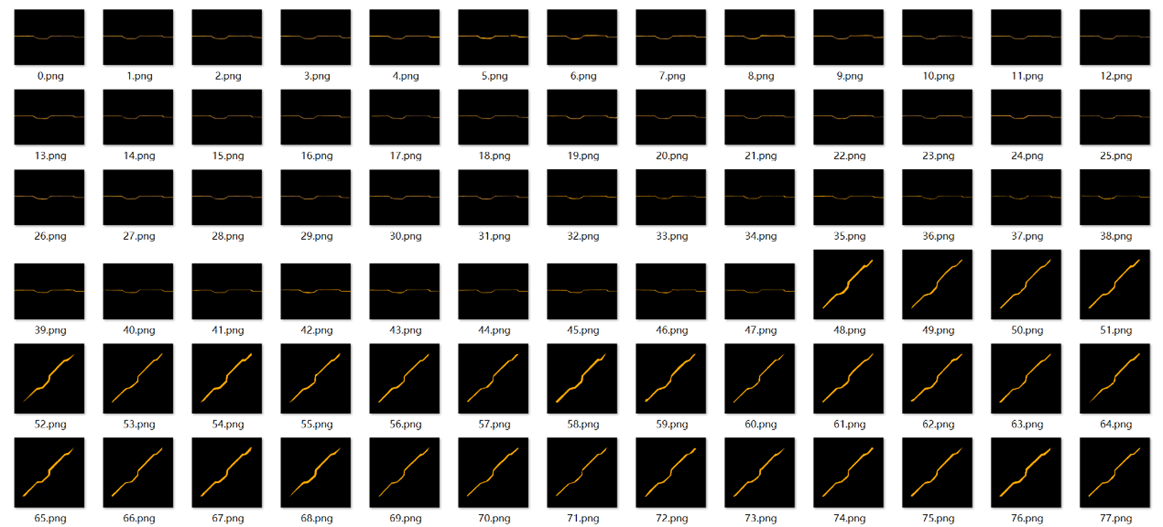 0.png 1.png 2.png 3.png 4.png 5.png 6.png 7.png 8.png 9.png 10.png 11.png 12.png
13.png 14.png 15.png 16.png 17.png 18.png 19.png 20.png 21.png 22.png 23.png 24.png 25.png
26.png 27.png 28.png 29.png 30.png 31.png 32.png 33.png 34.png 35.png 36.png 37.png 38.png
39.png 40.png 41.png 42.png 43.png 44.png 45.png 46.png 47.png 48.png 49.png 50.png 51.png
52.png 53.png 54.png 55.png 56.png 57.png 58.png 59.png 60.png 61.png 62.png 63.png 64.png
65.png 66.png 67.png 68.png 69.png 70.png 71.png 72.png 73.png 74.png 75.png 76.png 77.png